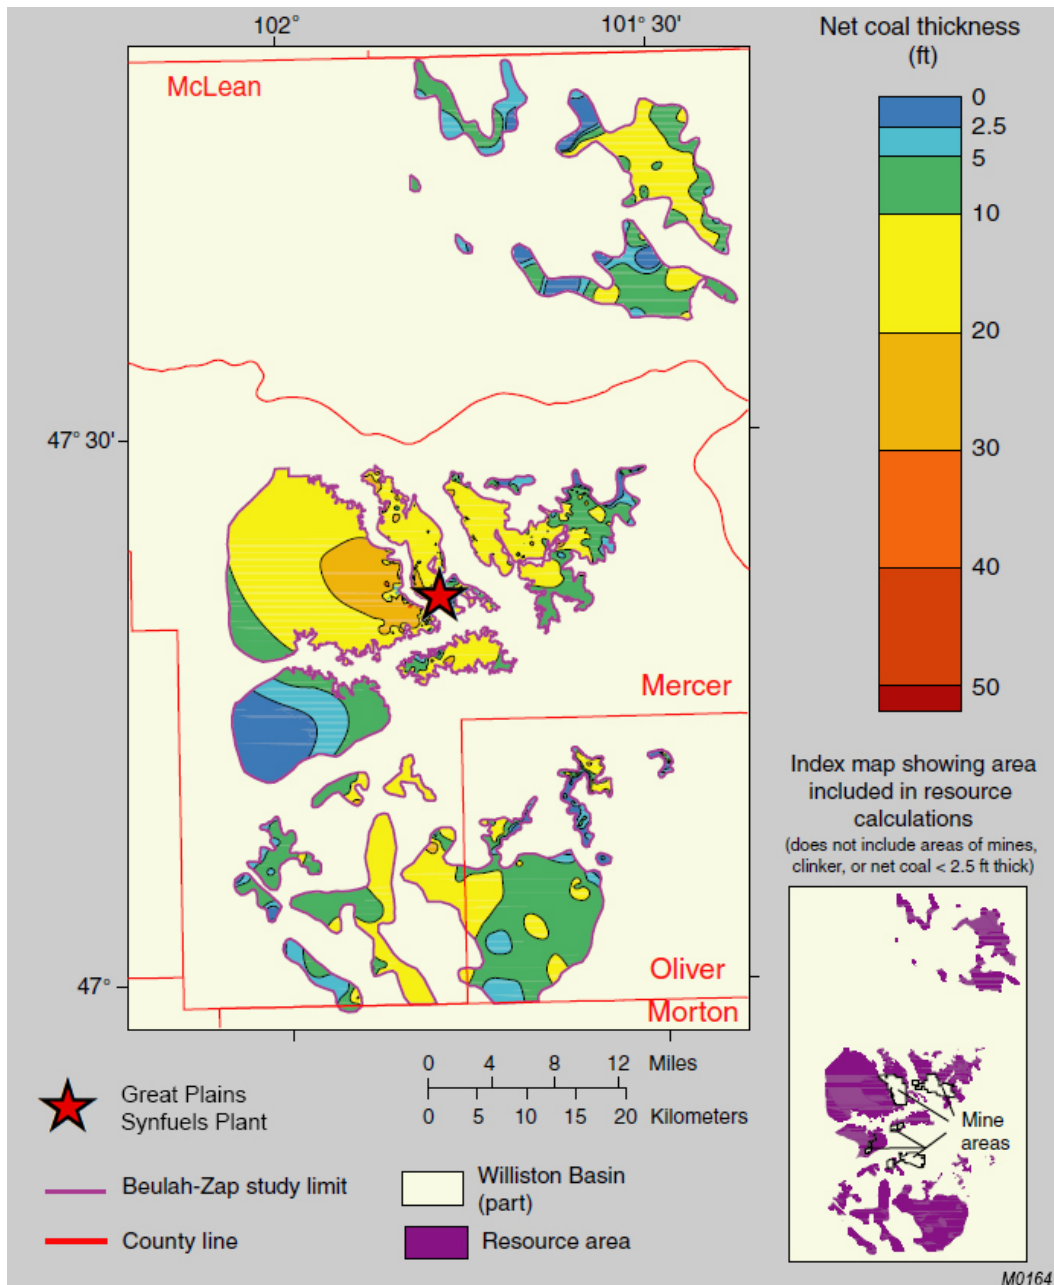 102°
101° 30'
McLean
47° 30'
Mercer
47°
Oliver
Morton
Net coal thickness
(ft)
0
2.5
5
10
20
30
40
50
Index map showing area
included in resource
calculations
(does not include areas of mines,
clinker, or net coal < 2.5 ft thick)
Mine
areas
Great Plains
Synfuels Plant
0 4 8 12 Miles
0 5 10 15 20 Kilometers
Beulah-Zap study limit
Williston Basin
(part)
County line
Resource area
M0164